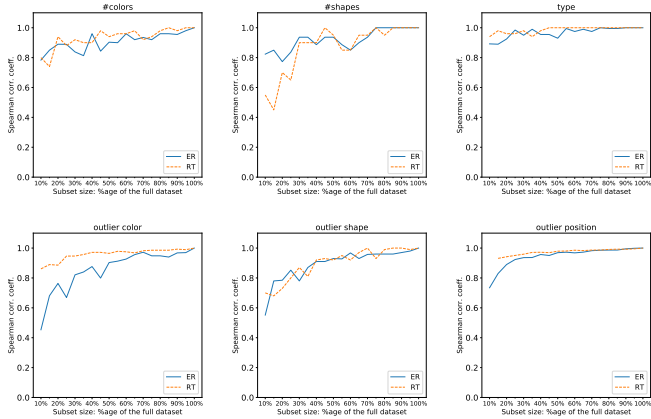 #colors
#shapes
type
Spearman corr. coeff.
1.0
0.8
0.6
0.4
0.2
0.0
10% 20% 30% 40% 50% 60% 70% 80% 90% 100%
Subset size: %age of the full dataset
ER
RT
Spearman corr. coeff.
1.0
0.8
0.6
0.4
0.2
0.0
10% 20% 30% 40% 50% 60% 70% 80% 90% 100%
Subset size: %age of the full dataset
ER
RT
Spearman corr. coeff.
1.0
0.8
0.6
0.4
0.2
0.0
10% 20% 30% 40% 50% 60% 70% 80% 90% 100%
Subset size: %age of the full dataset
ER
RT
outlier color
outlier shape
outlier position
Spearman corr. coeff.
1.0
0.8
0.6
0.4
0.2
0.0
10% 20% 30% 40% 50% 60% 70% 80% 90% 100%
Subset size: %age of the full dataset
ER
RT
Spearman corr. coeff.
1.0
0.8
0.6
0.4
0.2
0.0
10% 20% 30% 40% 50% 60% 70% 80% 90% 100%
Subset size: %age of the full dataset
ER
RT
Spearman corr. coeff.
1.0
0.8
0.6
0.4
0.2
0.0
10% 20% 30% 40% 50% 60% 70% 80% 90% 100%
Subset size: %age of the full dataset
ER
RT